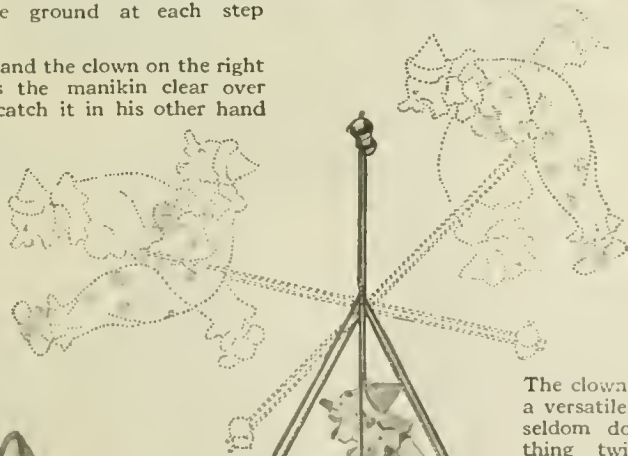 e ground at each step
and the clown on the right
s the manikin clear over
catch it in his other hand
The clown
a versatile
seldom do
thing twi